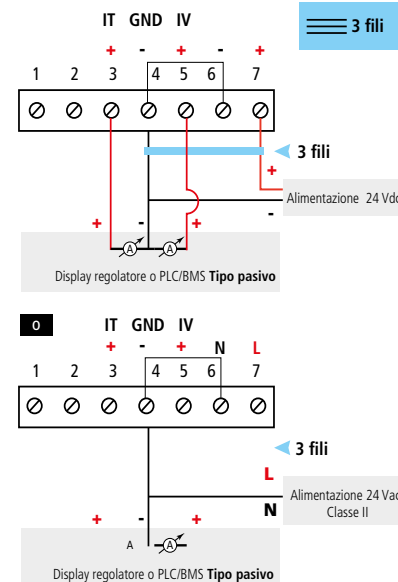 IT GND IV
3 fili
+ - + - +
1 2 3 4 5 6 7
3 fili
+
Alimentazione 24 Vdc
-
+ - +
A A
Display regolatore o PLC/BMS Tipo pasivo
o IT GND IV
+ - + N L
1 2 3 4 5 6 7
3 fili
L
Alimentazione 24 Vac
Classe II
N
+ - +
A A
Display regolatore o PLC/BMS Tipo pasivo